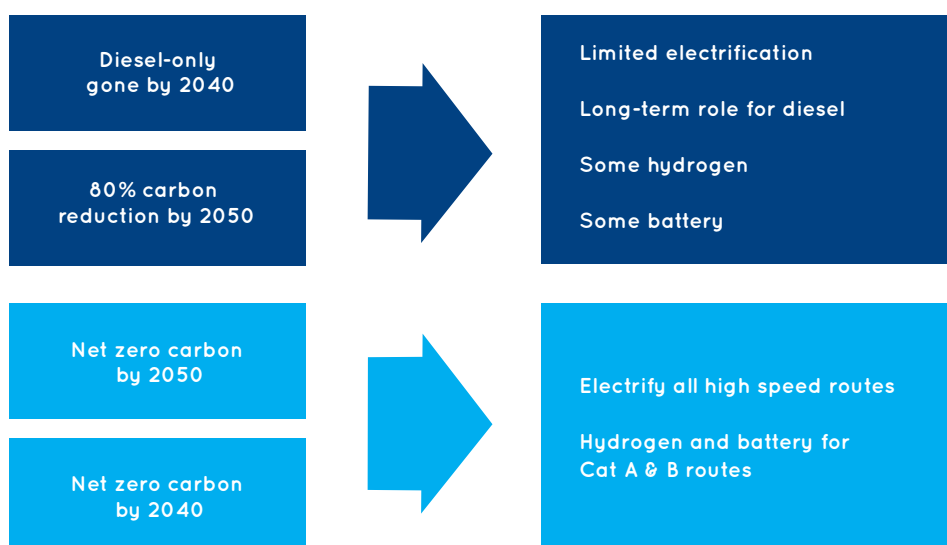 Diesel-only
gone by 2040
80% carbon
reduction by 2050
Limited electrification
Long-term role for diesel
Some hydrogen
Some battery
Net zero carbon
by 2050
Net zero carbon
by 2040
Electrify all high speed routes
Hydrogen and battery for
Cat A & B routes